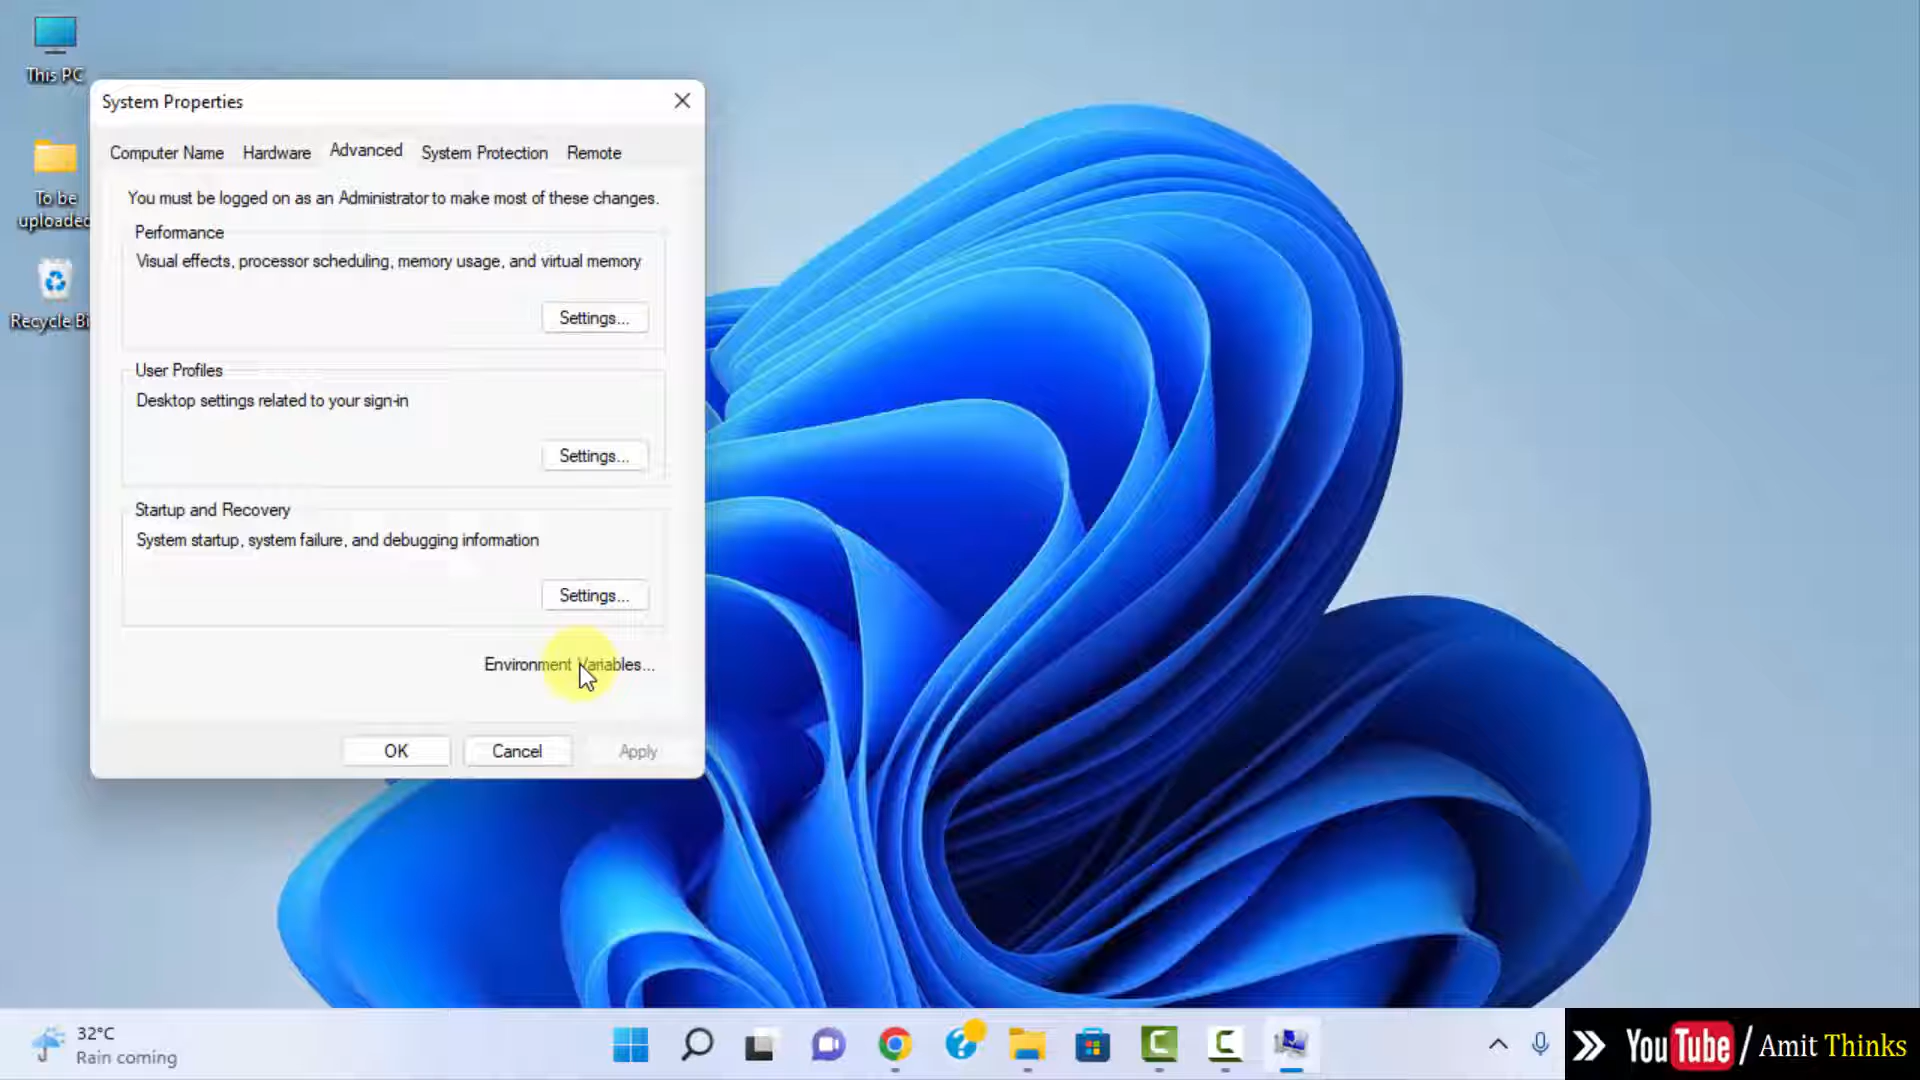 This PC
To be
uploaded
Recycle Bi
System Properties
Computer Name
Hardware
Advanced
System Protection
Remote
You must be logged on as an Administrator to make most of these changes.
Performance
Visual effects, processor scheduling, memory usage, and virtual memory
Settings...
User Profiles
Desktop settings related to your sign-in
Settings...
Startup and Recovery
System startup, system failure, and debugging information
Settings...
Environment Variables...
OK
Cancel
Apply
32°C
Rain coming
YouTube / Amit Thinks